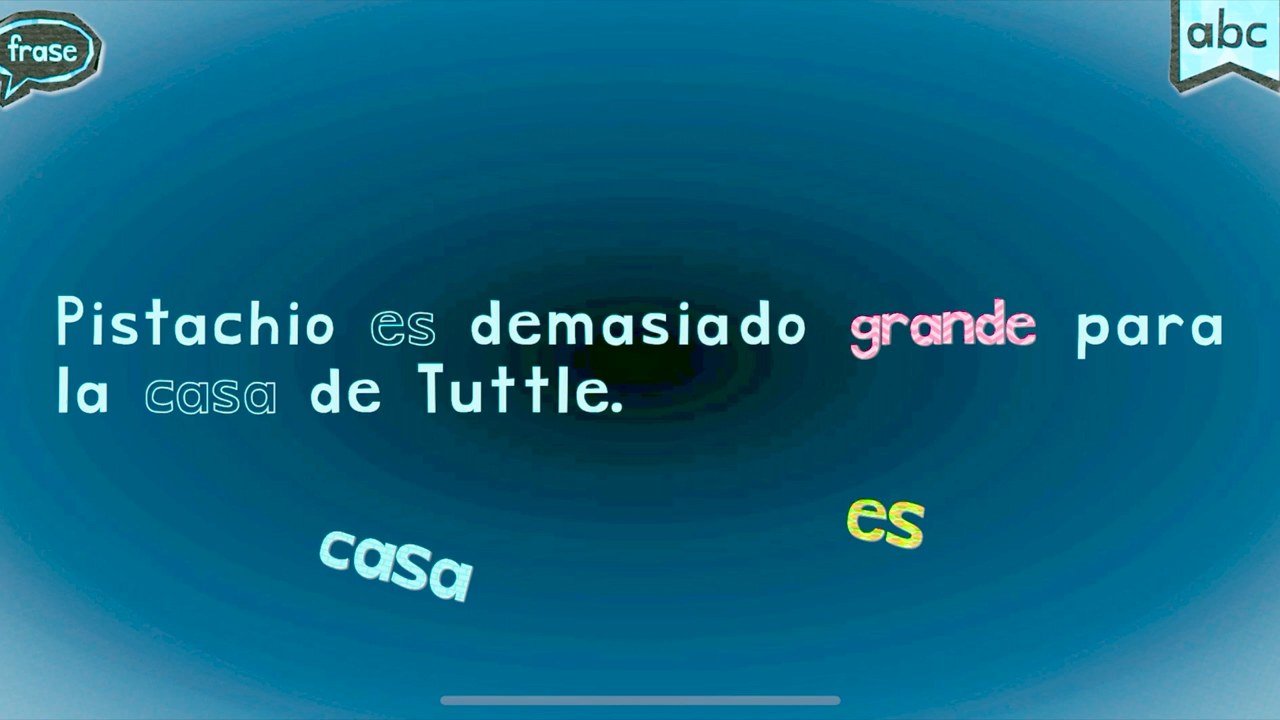 frase
abc
Pistachio es demasiado grande para
la casa de Tuttle.
casa
es